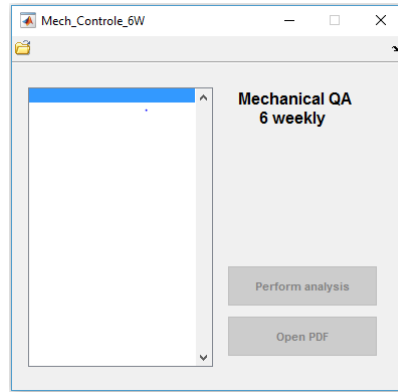 Mech_Controle_6W
Mechanical QA
6 weekly
Perform analysis
Open PDF